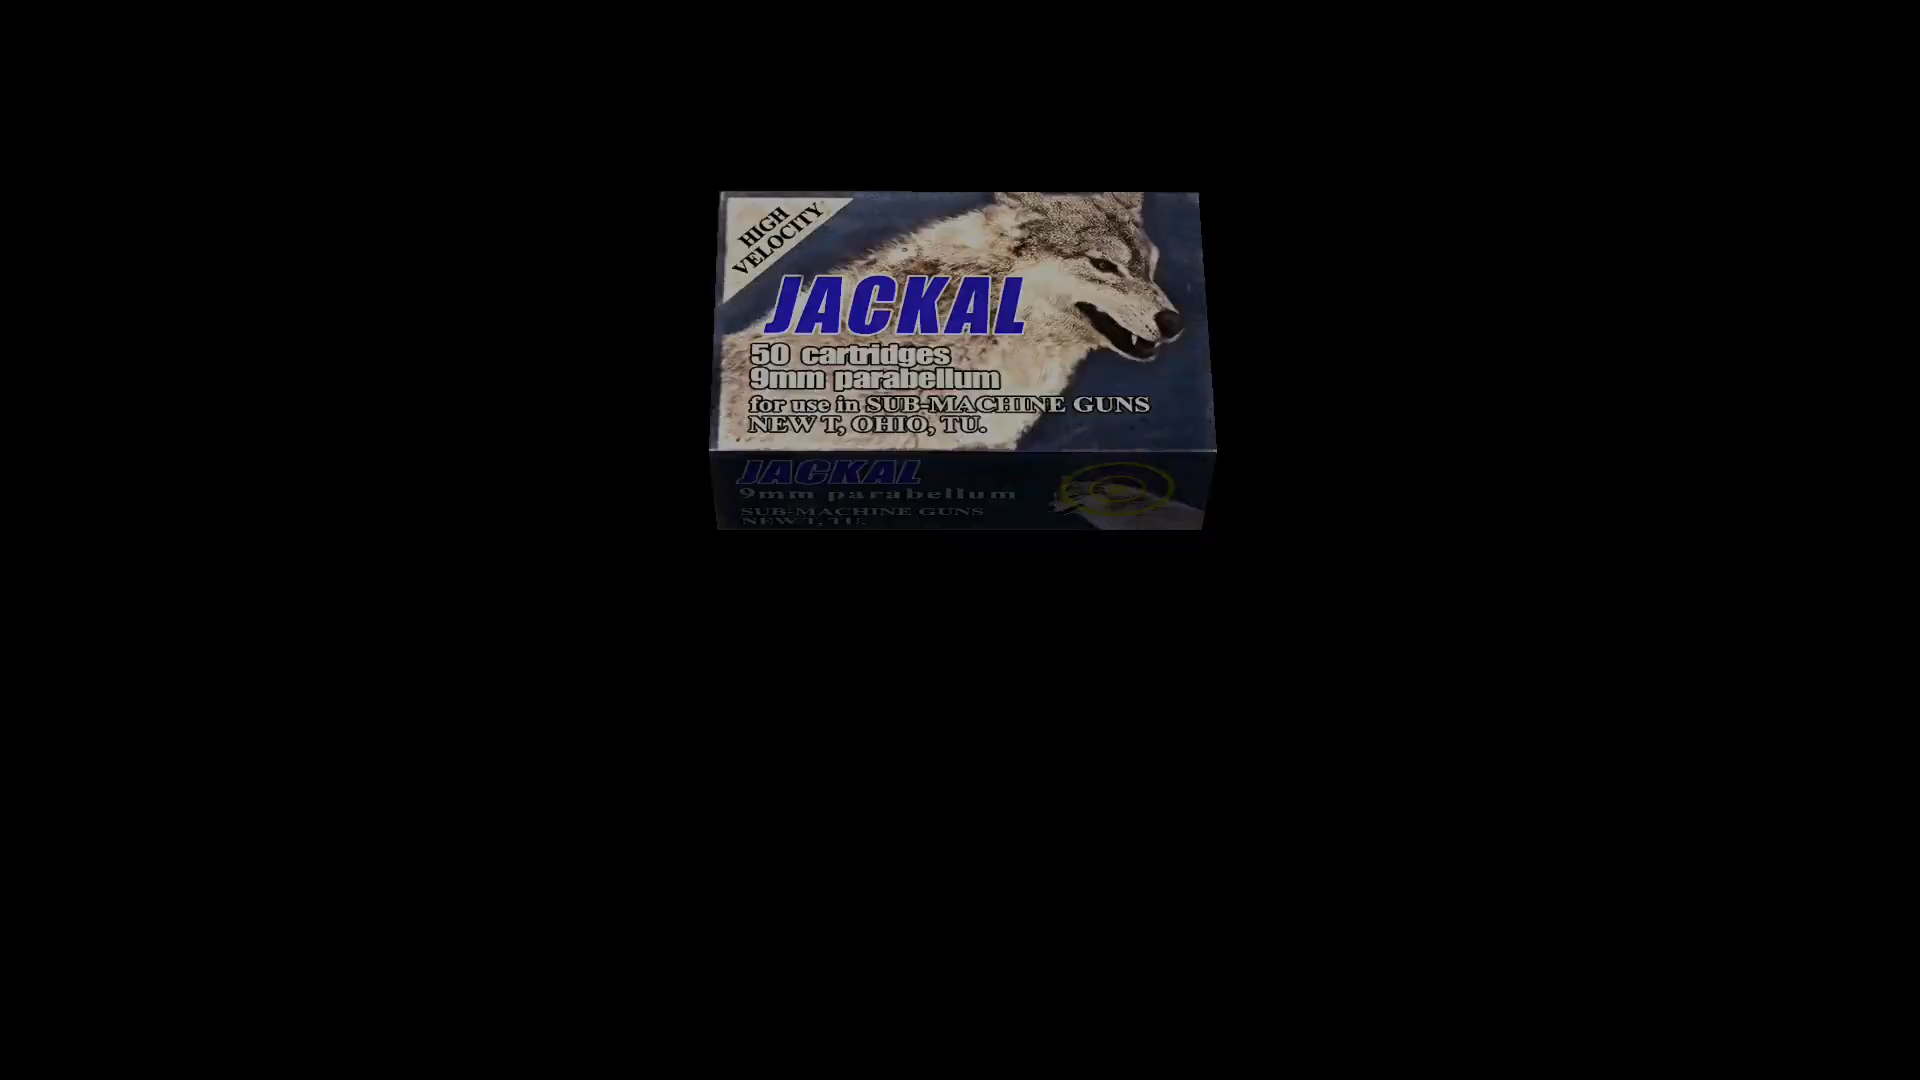 HIGH
VELOCITY
JACKAL
50 cartridges
9mm parabellum
for use in SUB-MACHINE GUNS
NEW T, OHIO, TU.
JACKAL
9mm parabellum
SUB-MACHINE GUNS
NEW T, TU.